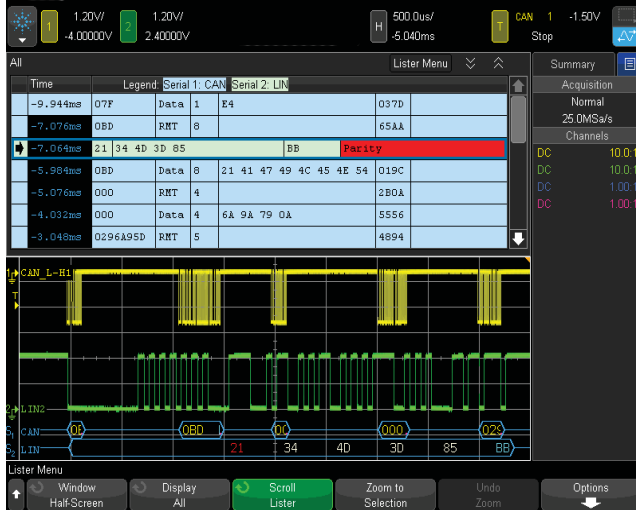 1 1.20V/ -4.00000V 2 1.20V/ 2.40000V H 500.0us/ -5.040ms T CAN 1 -1.50V Stop
All Lister Menu Summary
Time Legend: Serial 1: CAN Serial 2: LIN
-9.944ms 07F Data 1 E4 037D
-7.076ms 0BD RMT 8 65AA
-7.064ms 21 34 4D 3D 85 BB Parity
-5.984ms 0BD Data 8 21 41 47 49 4C 45 4E 54 019C
-5.076ms 000 RMT 4 2B0A
-4.032ms 000 Data 4 6A 9A 79 0A 5556
-3.048ms 0296A95D RMT 5 4894
Acquisition
Normal
25.0MSa/s
Channels
DC 10.0:1
DC 10.0:1
DC 1.00:1
DC 1.00:1
1 CAN_L-H1
T
2 LIN2
S1 CAN 0BD 000 029
S2 LIN 21 34 4D 3D 85 BB
Lister Menu
Window Half-Screen
Display All
Scroll Lister
Zoom to Selection
Undo Zoom
Options